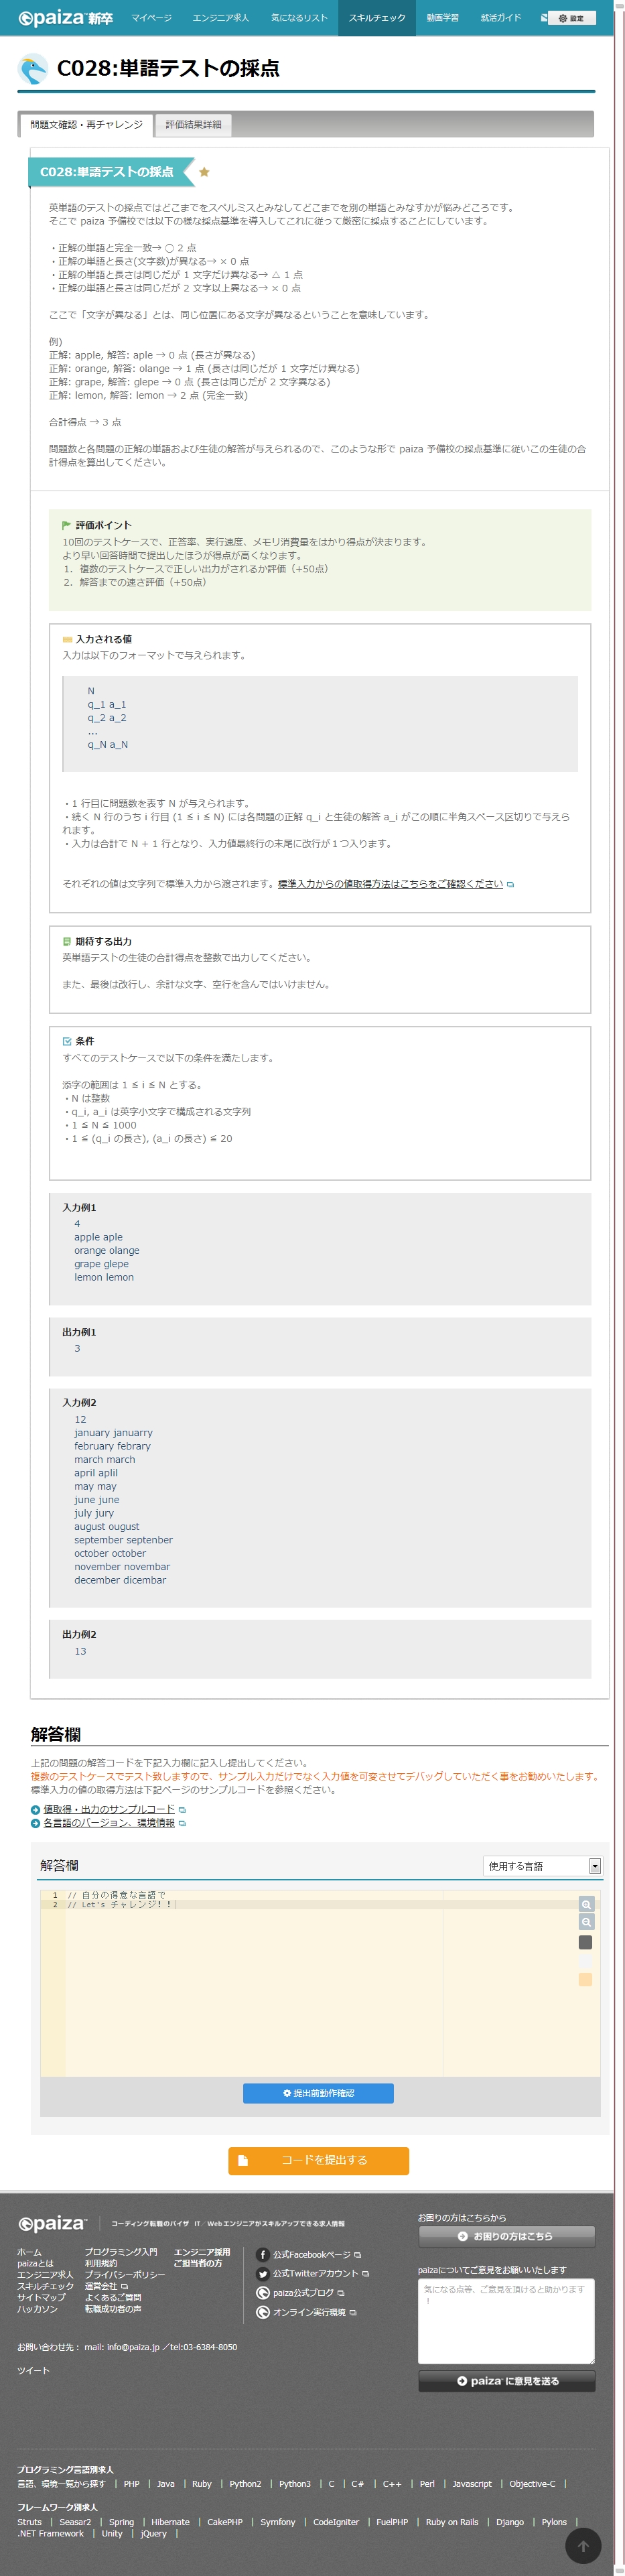 paiza 新卒 マイページ エンジニア求人 気になるリスト スキルチェック 動画学習 就活ガイド 設定
C028:単語テストの採点
問題文確認・再チャレンジ 評価結果詳細
C028:単語テストの採点
英単語のテストの採点ではどこまでをスペルミスとみなしてどこまでを別の単語とみなすかが悩みどころです。
そこで paiza 予備校では以下の様な採点基準を導入してこれに従って厳密に採点することにしています。
・正解の単語と完全一致→ ◯ 2 点
・正解の単語と長さ(文字数)が異なる→ × 0 点
・正解の単語と長さは同じだが 1 文字だけ異なる→ △ 1 点
・正解の単語と長さは同じだが 2 文字以上異なる→ × 0 点
ここで「文字が異なる」とは、同じ位置にある文字が異なるということを意味しています。
例)
正解: apple, 解答: aple → 0 点 (長さが異なる)
正解: orange, 解答: olange → 1 点 (長さは同じだが 1 文字だけ異なる)
正解: grape, 解答: glepe → 0 点 (長さは同じだが 2 文字異なる)
正解: lemon, 解答: lemon → 2 点 (完全一致)
合計得点 → 3 点
問題数と各問題の正解の単語および生徒の解答が与えられるので、このような形で paiza 予備校の採点基準に従いこの生徒の合
計得点を算出してください。
評価ポイント
10回のテストケースで、正答率、実行速度、メモリ消費量をはかり得点が決まります。
より早い回答時間で提出したほうが得点が高くなります。
1. 複数のテストケースで正しい出力がされるか評価（+50点）
2. 解答までの速さ評価（+50点）
入力される値
入力は以下のフォーマットで与えられます。
N
q_1 a_1
q_2 a_2
...
q_N a_N
・1 行目に問題数を表す N が与えられます。
・続く N 行のうち i 行目 (1 ≦ i ≦ N) には各問題の正解 q_i と生徒の解答 a_i がこの順に半角スペース区切りで与えら
れます。
・入力は合計で N + 1 行となり、入力値最終行の末尾に改行が１つ入ります。
それぞれの値は文字列で標準入力から渡されます。標準入力からの値取得方法はこちらをご確認ください
期待する出力
英単語テストの生徒の合計得点を整数で出力してください。
また、最後は改行し、余計な文字、空行を含んではいけません。
条件
すべてのテストケースで以下の条件を満たします。
添字の範囲は 1 ≦ i ≦ N とする。
・N は整数
・q_i, a_i は英字小文字で構成される文字列
・1 ≦ N ≦ 1000
・1 ≦ (q_i の長さ), (a_i の長さ) ≦ 20
入力例1
4
apple aple
orange olange
grape glepe
lemon lemon
出力例1
3
入力例2
12
january januarry
february febrary
march march
april aplil
may may
june june
july jury
august ougust
september septenber
october october
november novembar
december dicembar
出力例2
13
解答欄
上記の問題の解答コードを下記入力欄に記入し提出してください。
複数のテストケースでテスト致しますので、サンプル入力だけでなく入力値を可変させてデバッグしていただく事をお勧めいたします。
標準入力の値の取得方法は下記ページのサンプルコードを参照ください。
値取得・出力のサンプルコード
各言語のバージョン、環境情報
解答欄 使用する言語
1 // 自分の得意な言語で
2 // Let's チャレンジ！！
提出前動作確認
コードを提出する
paiza コーディング転職のパイザ IT／Webエンジニアがスキルアップできる求人情報
ホーム プログラミング入門 エンジニア採用
paizaとは 利用規約 ご担当者の方
エンジニア求人 プライバシーポリシー
スキルチェック 運営会社
サイトマップ よくあるご質問
ハッカソン 転職成功者の声
公式Facebookページ
公式Twitterアカウント
paiza公式ブログ
オンライン実行環境
お困りの方はこちらから
お困りの方はこちら
paizaについてご意見をお願いいたします
気になる点等、ご意見を頂けると助かります
！
paiza に意見を送る
お問い合わせ先： mail: info@paiza.jp ／tel:03-6384-8050
ツイート
プログラミング言語別求人
言語、環境一覧から探す | PHP | Java | Ruby | Python2 | Python3 | C | C# | C++ | Perl | Javascript | Objective-C |
フレームワーク別求人
Struts | Seasar2 | Spring | Hibernate | CakePHP | Symfony | CodeIgniter | FuelPHP | Ruby on Rails | Django | Pylons |
.NET Framework | Unity | jQuery |